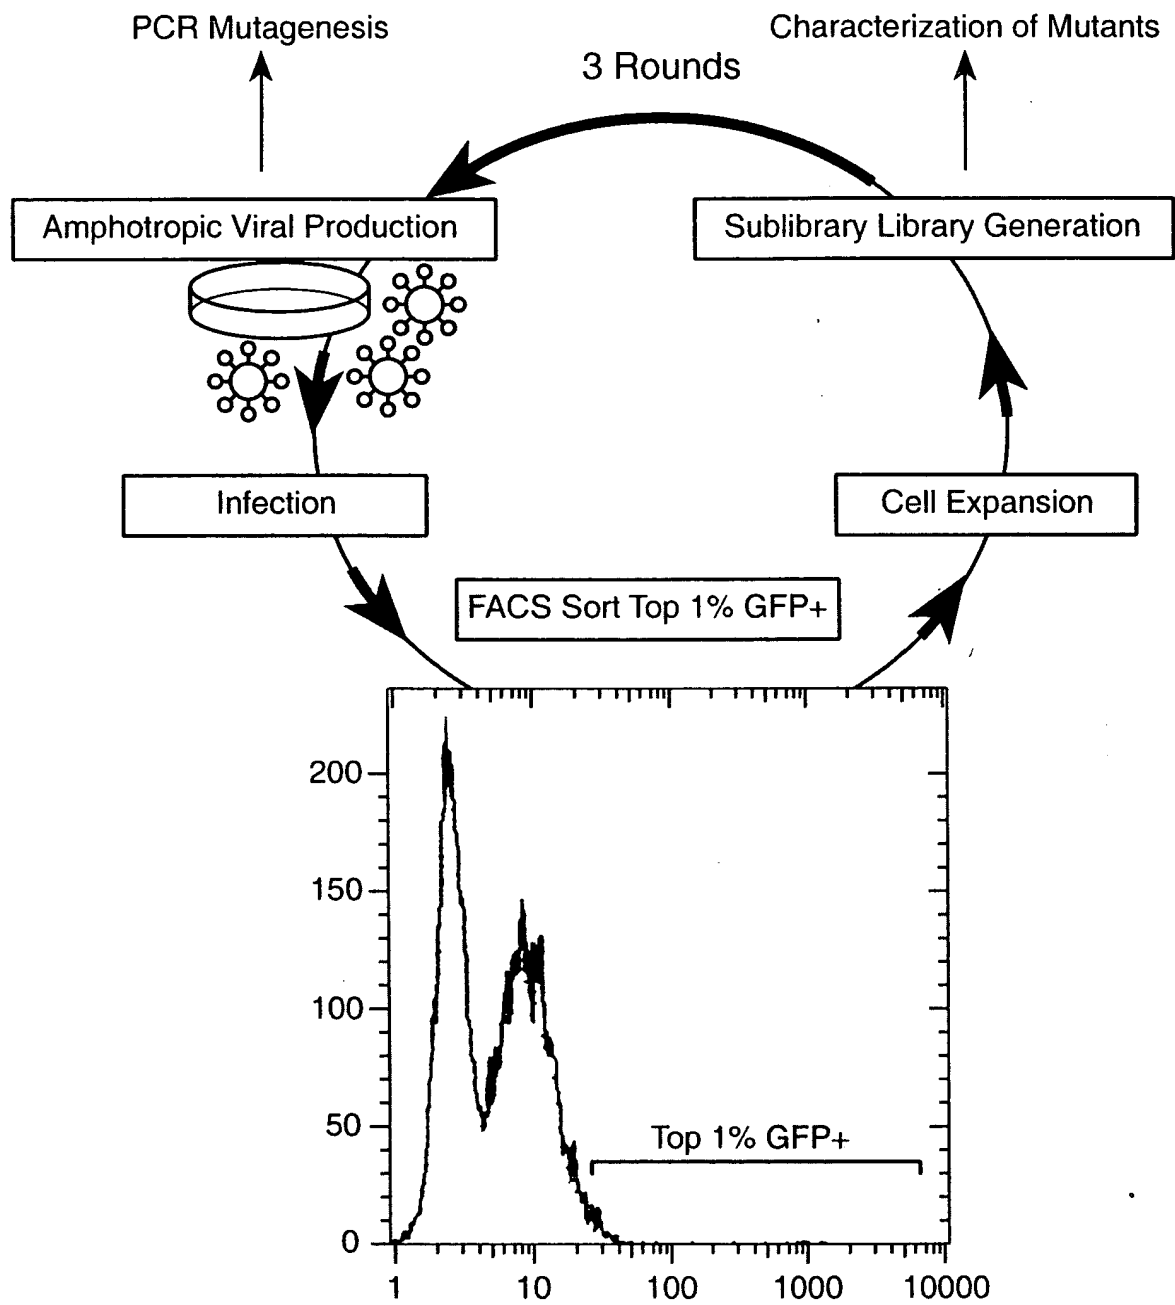 PCR Mutagenesis
Characterization of Mutants
3 Rounds
Amphotropic Viral Production
Sublibrary Library Generation
Infection
Cell Expansion
FACS Sort Top 1% GFP+
200
150
100
50
0
Top 1% GFP+
1 10 100 1000 10000